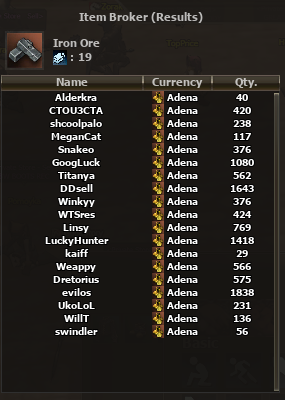 Item Broker (Results)
Iron Ore
: 19
Name Currency Qty.
Alderkra Adena 40
CTOU3CTA Adena 420
shcoolpalo Adena 238
MeganCat Adena 117
Snakeo Adena 376
GoogLuck Adena 1080
Titanya Adena 562
DDsell Adena 1643
Winkyy Adena 376
WTSres Adena 424
Linsy Adena 769
LuckyHunter Adena 1418
kaiff Adena 29
Weappy Adena 566
Dretorius Adena 575
evilos Adena 1838
UkoLoL Adena 231
WillT Adena 136
swindler Adena 56